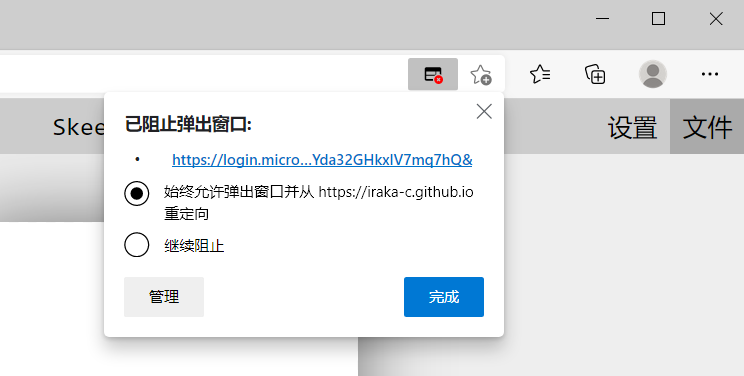 Skee
设置
文件
已阻止弹出窗口:
• https://login.micro...Yda32GHkxlV7mq7hQ&
始终允许弹出窗口并从 https://iraka-c.github.io
重定向
继续阻止
管理
完成